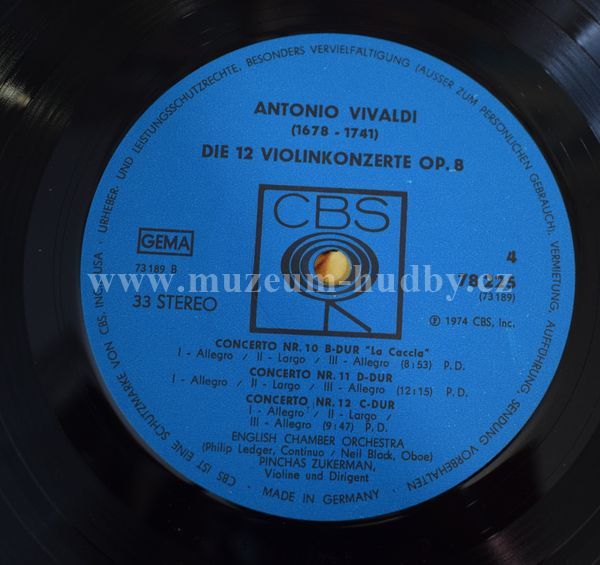 URHEBER- UND LEISTUNGSSCHUTZRECHTE, BESONDERS VERVIELFÄLTIGUNG (AUSSER ZUM PERSÖNLICHEN GEBRAUCH), VERMIETUNG, AUFFÜHRUNG, SENDUNG VORBEHALTEN
ANTONIO VIVALDI
(1678 - 1741)
DIE 12 VIOLINKONZERTE OP. 8
CBS
GEMA
73 189 B
33 STEREO
4
(73 189)
℗ 1974 CBS, Inc.
www.muzeum-hudby.cz
CONCERTO NR. 10 B-DUR "La Caccia"
I - Allegro / II - Largo / III - Allegro (8:53) P. D.
CONCERTO NR. 11 D-DUR
I - Allegro / II - Largo / III - Allegro (12:15) P. D.
CONCERTO NR. 12 C-DUR
I - Allegro / II - Largo /
III - Allegro (9:47) P. D.
ENGLISH CHAMBER ORCHESTRA
(Philip Ledger, Continuo / Neil Black, Oboe)
PINCHAS ZUKERMAN,
Violine und Dirigent
CBS IST EINE SCHUTZMARKE VON CBS, INC., USA ·
· MADE IN GERMANY ·